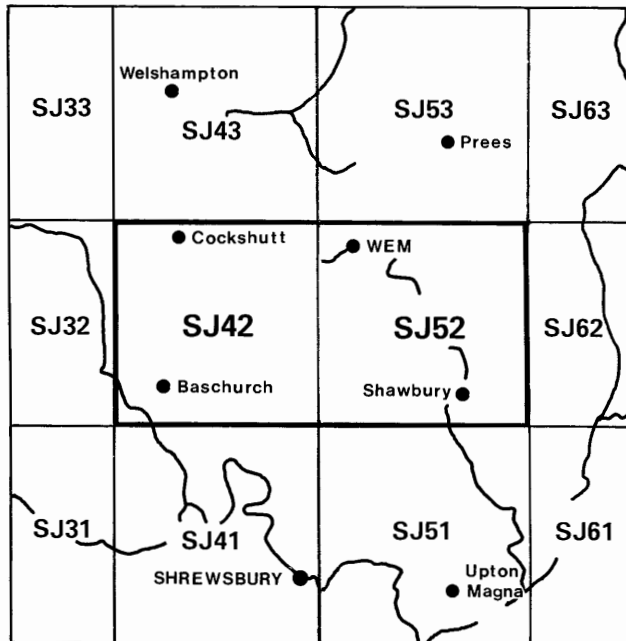 Welshampton
SJ33
SJ43
SJ53
SJ63
Prees
Cockshutt
WEM
SJ32
SJ42
SJ52
SJ62
Baschurch
Shawbury
SJ31
SJ41
SJ51
SJ61
SHREWSBURY
Upton
Magna